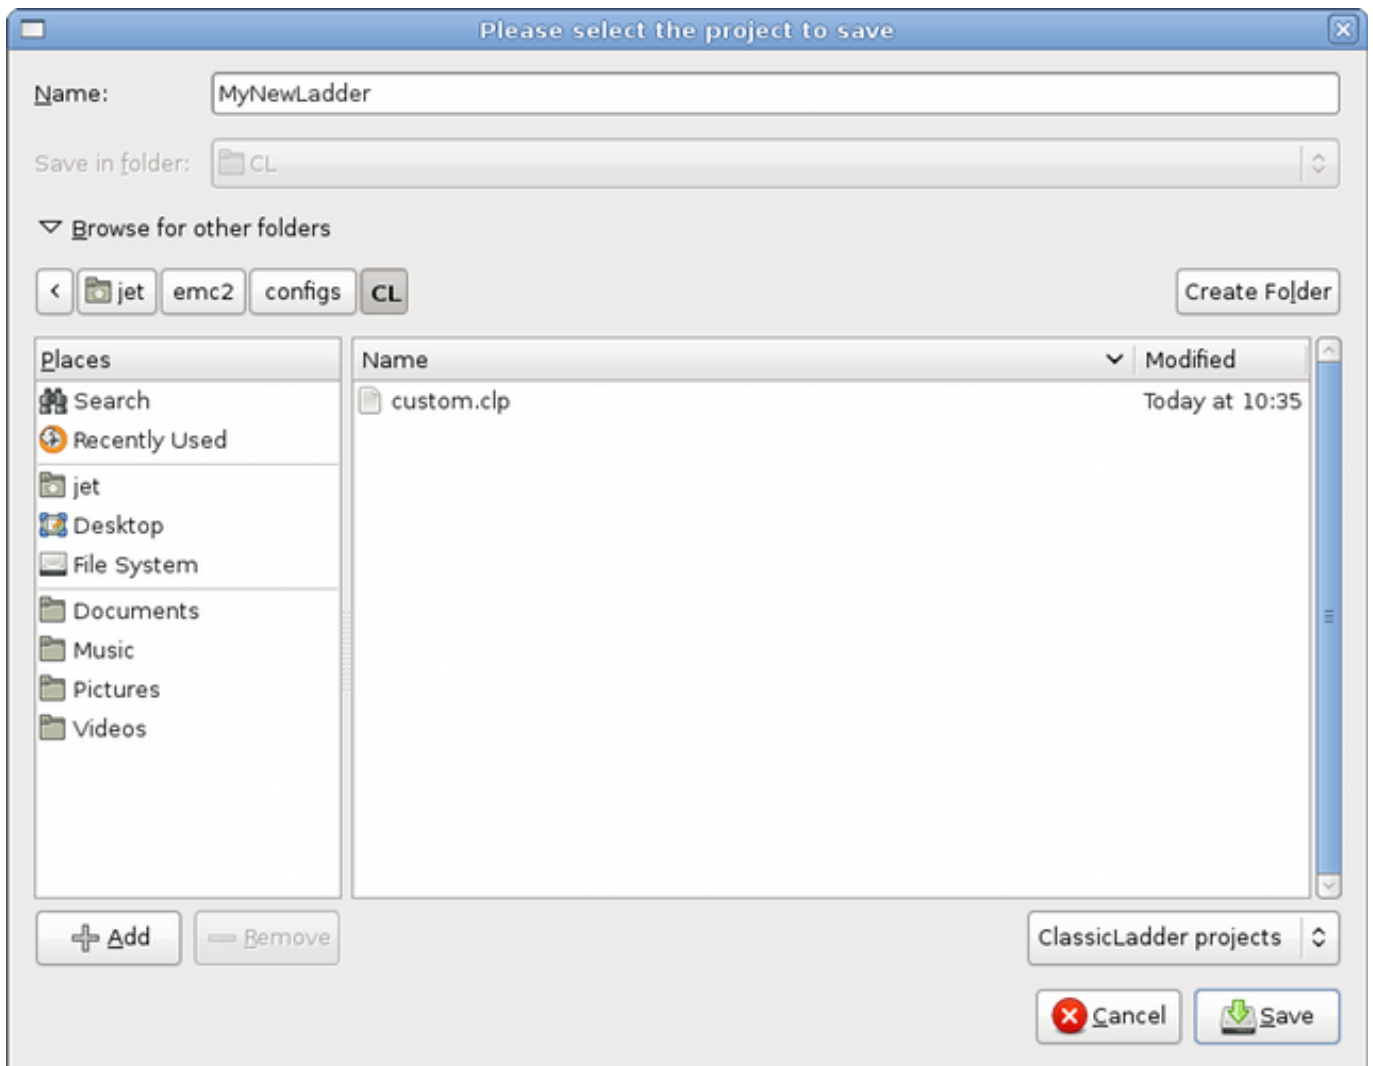 Please select the project to save
Name: MyNewLadder
Save in folder: CL
Browse for other folders
< jet emc2 configs CL Create Folder
Places Name Modified
Search custom.clp Today at 10:35
Recently Used
jet
Desktop
File System
Documents
Music
Pictures
Videos
Add Remove ClassicLadder projects
Cancel Save